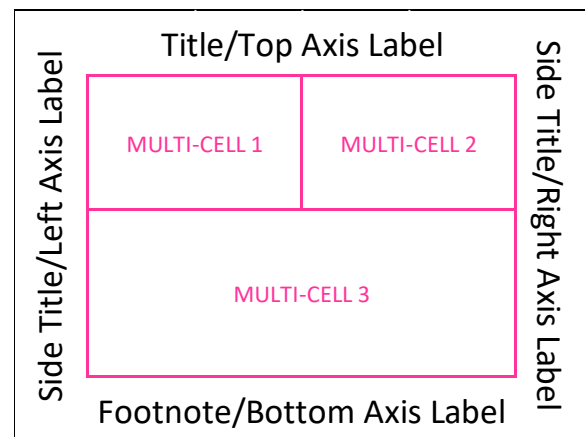 Title/Top Axis Label
Side Title/Left Axis Label
MULTI-CELL 1
MULTI-CELL 2
Side Title/Right Axis Label
MULTI-CELL 3
Footnote/Bottom Axis Label